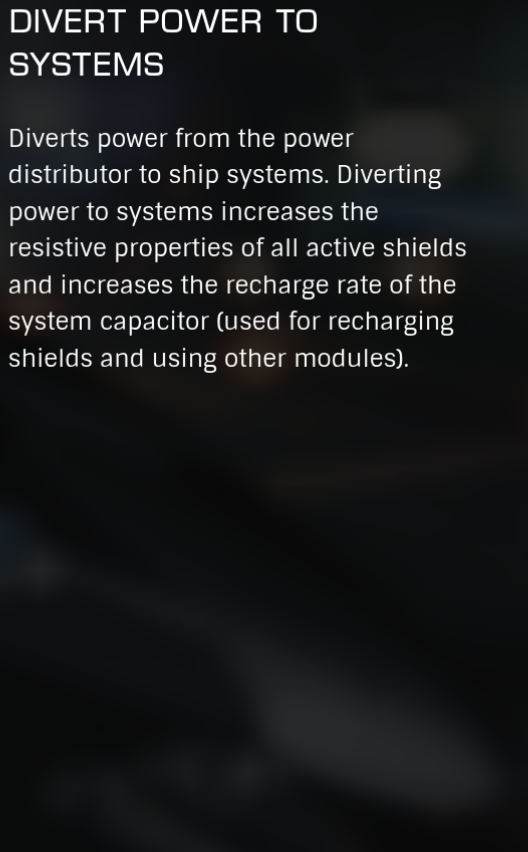 DIVERT POWER TO
SYSTEMS
Diverts power from the power
distributor to ship systems. Diverting
power to systems increases the
resistive properties of all active shields
and increases the recharge rate of the
system capacitor (used for recharging
shields and using other modules).